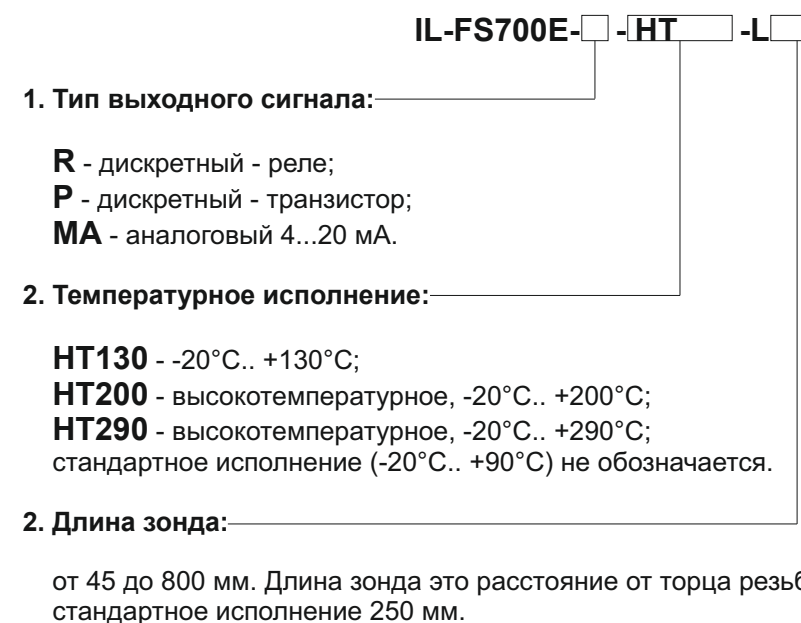 IL-FS700E- - HT -L
1. Тип выходного сигнала:
R - дискретный - реле;
P - дискретный - транзистор;
MA - аналоговый 4...20 мА.
2. Температурное исполнение:
HT130 - -20°C.. +130°C;
HT200 - высокотемпературное, -20°C.. +200°C;
HT290 - высокотемпературное, -20°C.. +290°C;
стандартное исполнение (-20°C.. +90°C) не обозначается.
2. Длина зонда:
от 45 до 800 мм. Длина зонда это расстояние от торца
стандартное исполнение 250 мм.